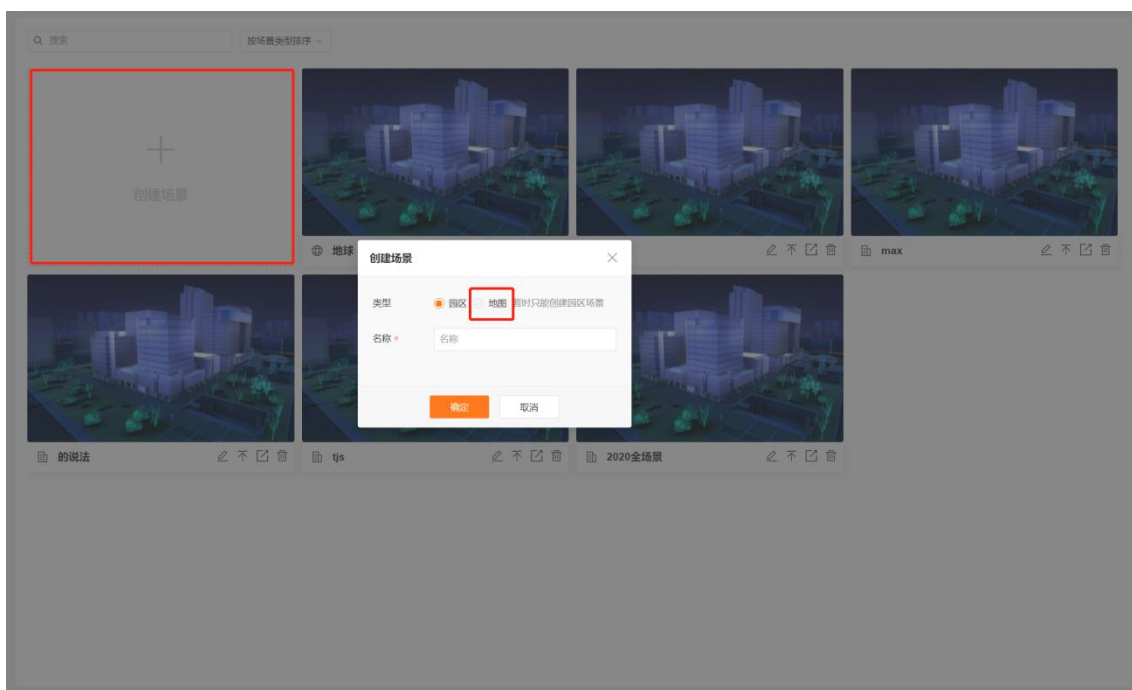 搜索
按场景类型排序
创建场景
地球
max
创建场景
类型
园区
地图
暂时只能创建园区场景
名称 *
名称
确定
取消
的说法
tjs
2020全场景